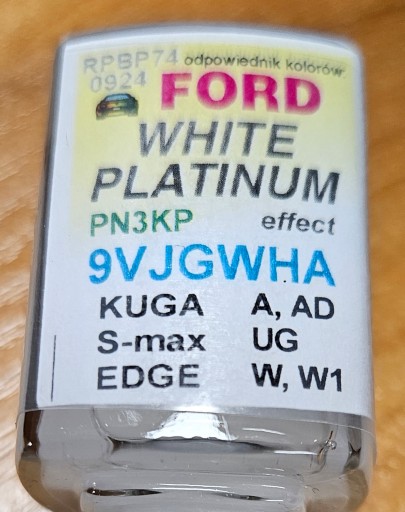 RPBP74 odpowiednik kolorów
0924 FORD
WHITE
PLATINUM
PN3KP effect
9VJGWHA
KUGA A, AD
S-max UG
EDGE W, W1